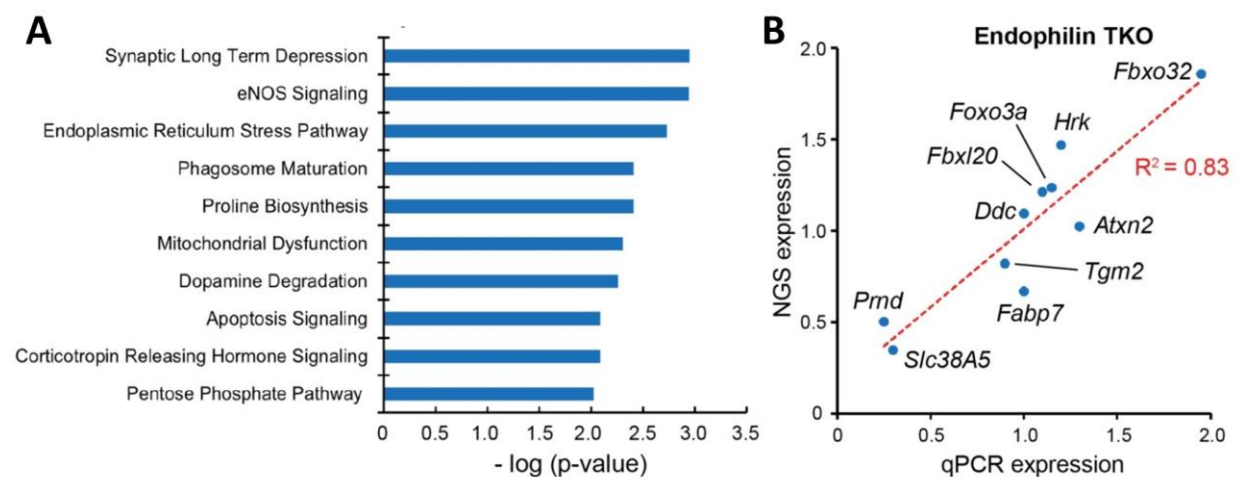 A
Synaptic Long Term Depression
eNOS Signaling
Endoplasmic Reticulum Stress Pathway
Phagosome Maturation
Proline Biosynthesis
Mitochondrial Dysfunction
Dopamine Degradation
Apoptosis Signaling
Corticotropin Releasing Hormone Signaling
Pentose Phosphate Pathway
0 0.5 1.0 1.5 2.0 2.5 3.0 3.5
- log (p-value)
B
Endophilin TKO
NGS expression
2.0
1.5
1.0
0.5
0
Fbxo32
Foxo3a
Hrk
Fbxl20
R² = 0.83
Ddc
Atxn2
Tgm2
Prnd
Fabp7
Slc38A5
0 0.5 1.0 1.5 2.0
qPCR expression